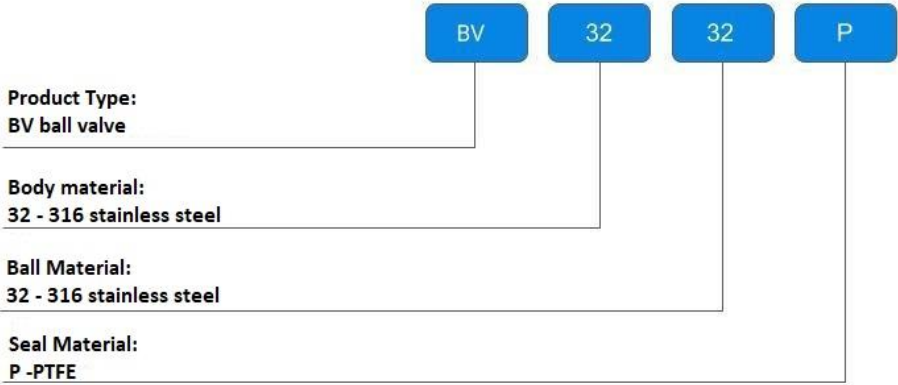 BV 32 32 P
Product Type:
BV ball valve
Body material:
32 - 316 stainless steel
Ball Material:
32 - 316 stainless steel
Seal Material:
P -PTFE